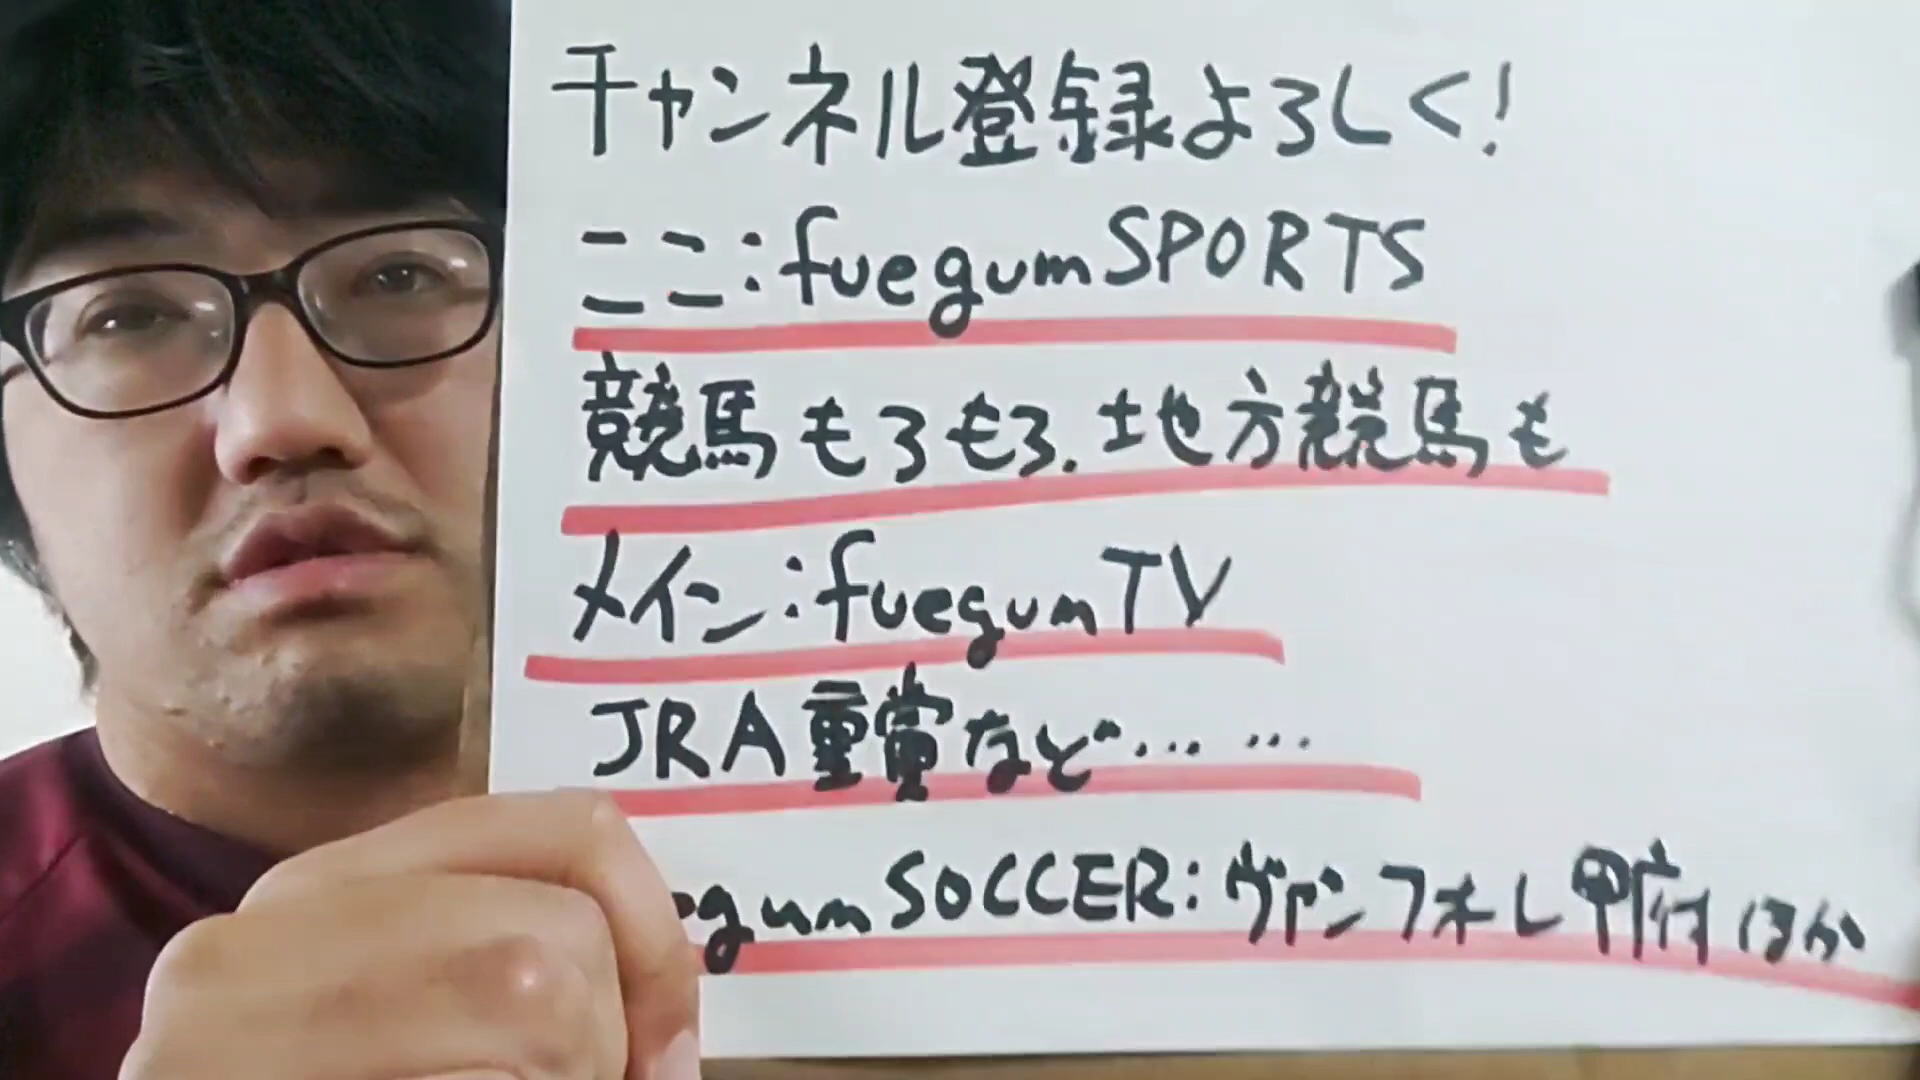 チャンネル登録よろしく!
ここ:fuegumSPORTS
競馬もろもろ.地方競馬も
メイン:fuegumTV
JRA重賞など……
egumSOCCER:ヴァンフォーレ甲府ほか